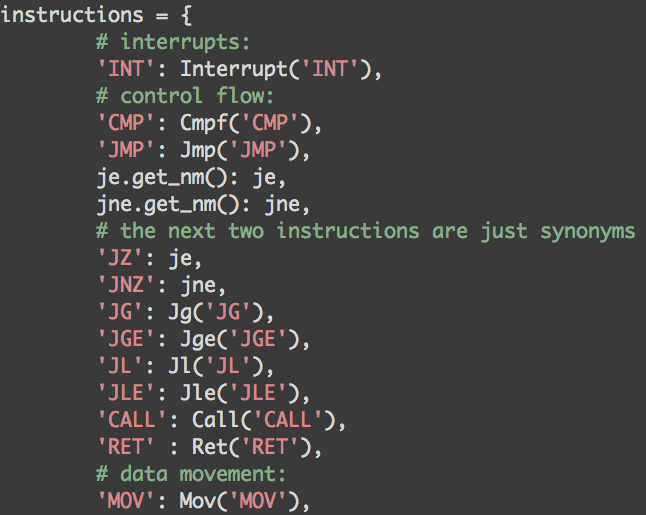 instructions = {
# interrupts:
'INT': Interrupt('INT'),
# control flow:
'CMP': Cmpf('CMP'),
'JMP': Jmp('JMP'),
je.get_nm(): je,
jne.get_nm(): jne,
# the next two instructions are just synonyms
'JZ': je,
'JNZ': jne,
'JG': Jg('JG'),
'JGE': Jge('JGE'),
'JL': Jl('JL'),
'JLE': Jle('JLE'),
'CALL': Call('CALL'),
'RET' : Ret('RET'),
# data movement:
'MOV': Mov('MOV'),